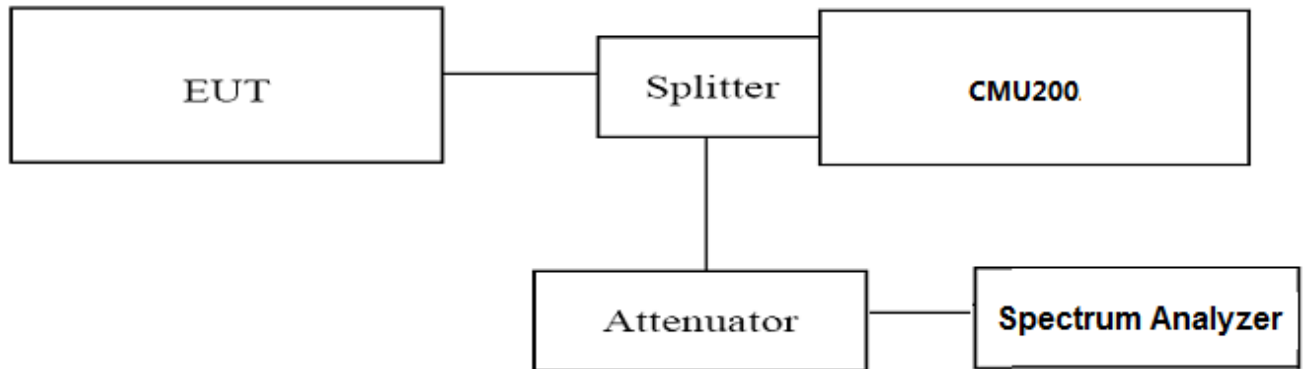 EUT
Splitter
CMU200
Attenuator
Spectrum Analyzer